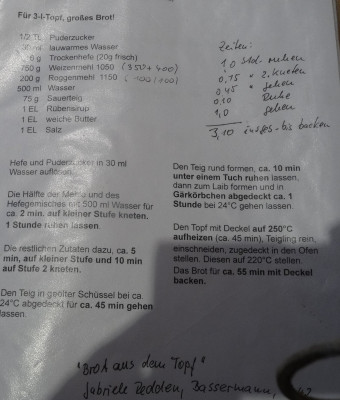 Für 3-l-Topf, großes Brot!
1/2 TL Puderzucker
30ml lauwarmes Wasser
g Trockenhefe (20g frisch)
750 g Weizenmehl 1050 (350+400)
200 g Roggenmehl 1150 (100/100)
500 ml Wasser
75 g Sauerteig
1 EL Rübensirup
1 EL weiche Butter
1 EL Salz
Zeiten:
1,0 Std. ruhen
0,15 " 2. kneten
0,45 " gehen
0,10 Ruhe
1,0 gehen
3,10 insges. bis backen
Hefe und Puderzucker in 30 ml
Wasser auflösen.
Die Hälfte der Mehle und des
Hefegemisches mit 500 ml Wasser für
ca. 2 min. auf kleiner Stufe kneten.
1 Stunde ruhen lassen.
Die restlichen Zutaten dazu, ca. 5
min, auf kleiner Stufe und 10 min
auf Stufe 2 kneten.
Den Teig in geölter Schüssel bei ca.
24°C abgedeckt für ca. 45 min gehen
lassen.
Den Teig rund formen, ca. 10 min
unter einem Tuch ruhen lassen,
dann zum Laib formen und in
Gärkörbchen abgedeckt ca. 1
Stunde bei 24°C gehen lassen.
Den Topf mit Deckel auf 250°C
aufheizen (ca. 45 min), Teigling rein,
einschneiden, zugedeckt in den Ofen
stellen. Diesen auf 220°C stellen.
Das Brot für ca. 55 min mit Deckel
backen.
"Brot aus dem Topf"
Gabriele Redden, Bassermann,